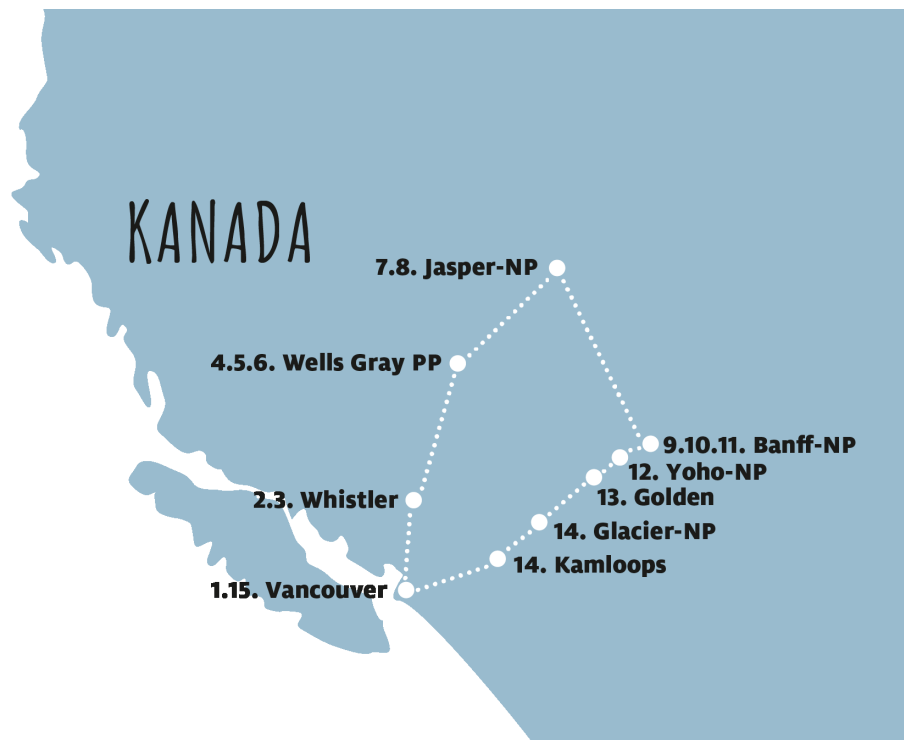 KANADA
7.8. Jasper-NP
4.5.6. Wells Gray PP
9.10.11. Banff-NP
12. Yoho-NP
13. Golden
2.3. Whistler
14. Glacier-NP
14. Kamloops
1.15. Vancouver